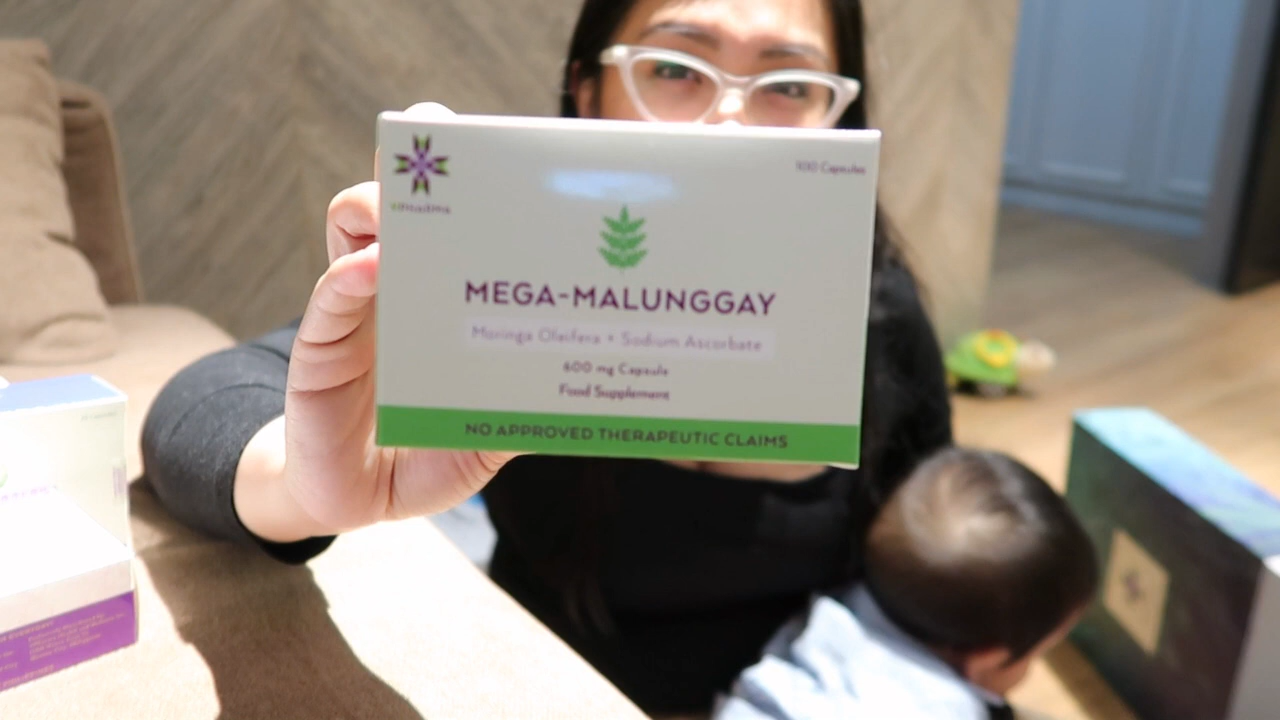 100 Capsules
MEGA-MALUNGGAY
Moringa Oleifera + Sodium Ascorbate
600 mg Capsule
Food Supplement
NO APPROVED THERAPEUTIC CLAIMS